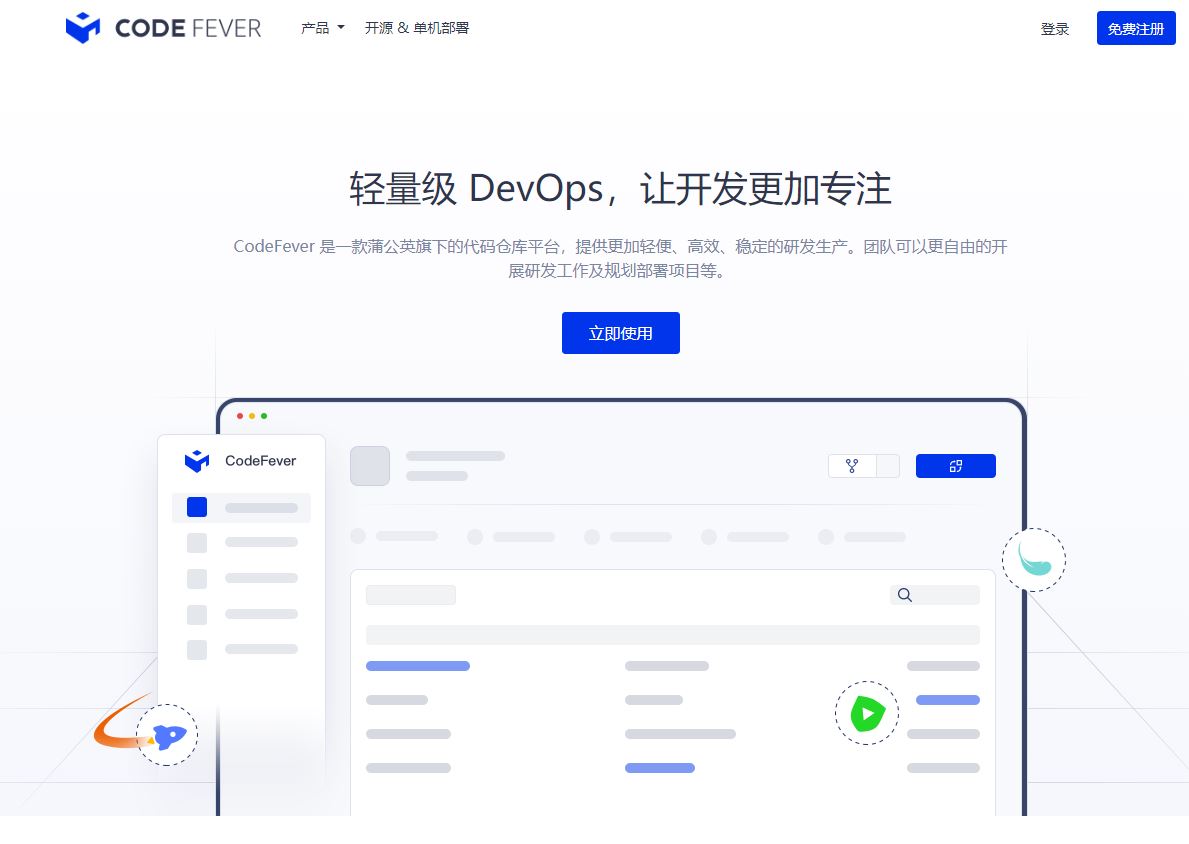 CODE FEVER
产品
开源 & 单机部署
登录
免费注册
轻量级 DevOps，让开发更加专注
CodeFever 是一款蒲公英旗下的代码仓库平台，提供更加轻便、高效、稳定的研发生产。团队可以更自由的开
展研发工作及规划部署项目等。
立即使用
CodeFever